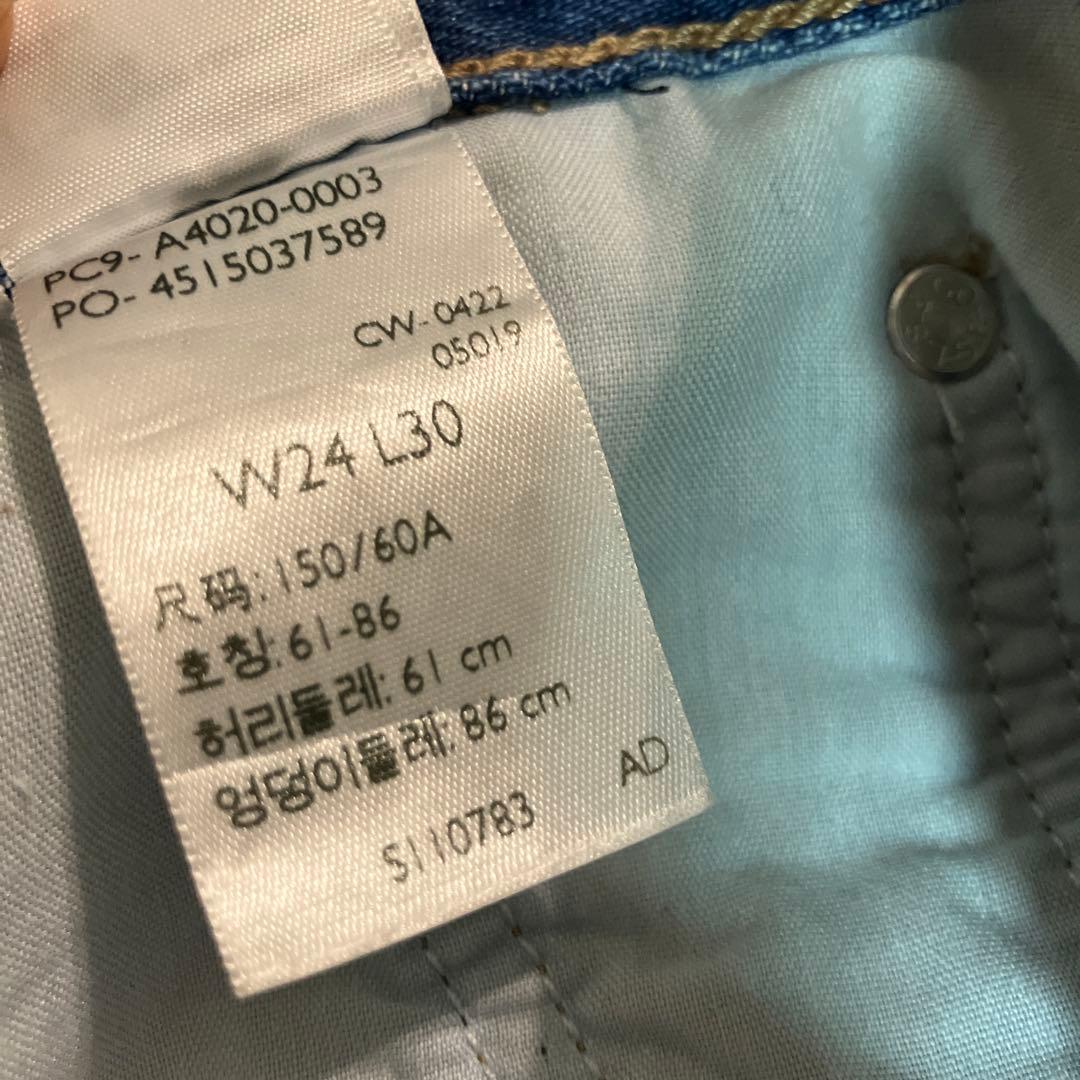 PC9- A4020-0003
PO- 4515037589
CW-0422
05019
W24 L30
尺码: 150/60A
호칭: 61-86
허리둘레: 61 cm
엉덩이둘레: 86 cm
AD
S110783